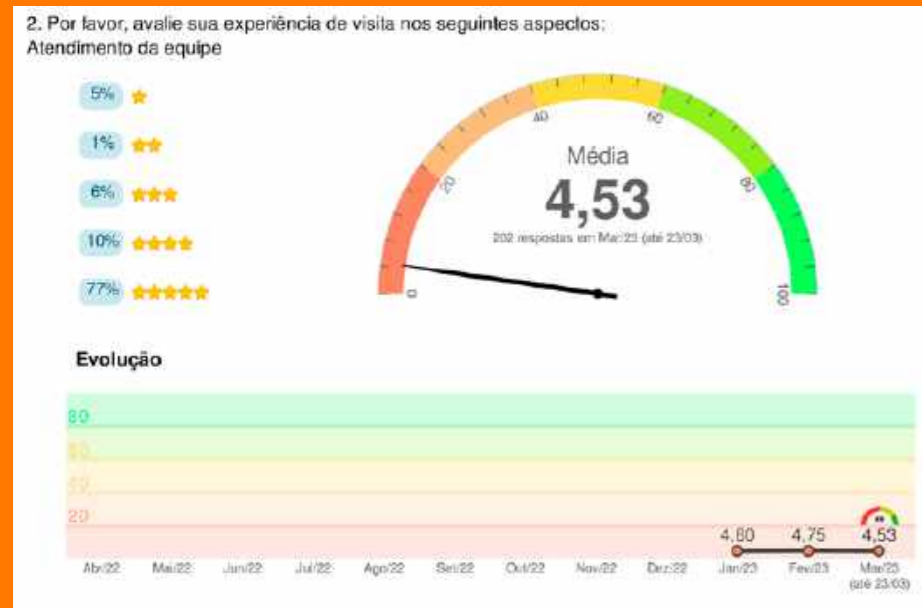 2. Por favor, avalie sua experiência de visita nos seguintes aspectos:
Atendimento da equipe
5%
1%
6%
10%
77%
0
20
40
60
80
100
Média
4,53
202 respostas em Mar/23 (até 23/03)
Evolução
80
60
40
20
4,80 4,75 4,53
Abr/22 Mai/22 Jun/22 Jul/22 Ago/22 Set/22 Out/22 Nov/22 Dez/22 Jan/23 Fev/23 Mar/23
(até 23/03)